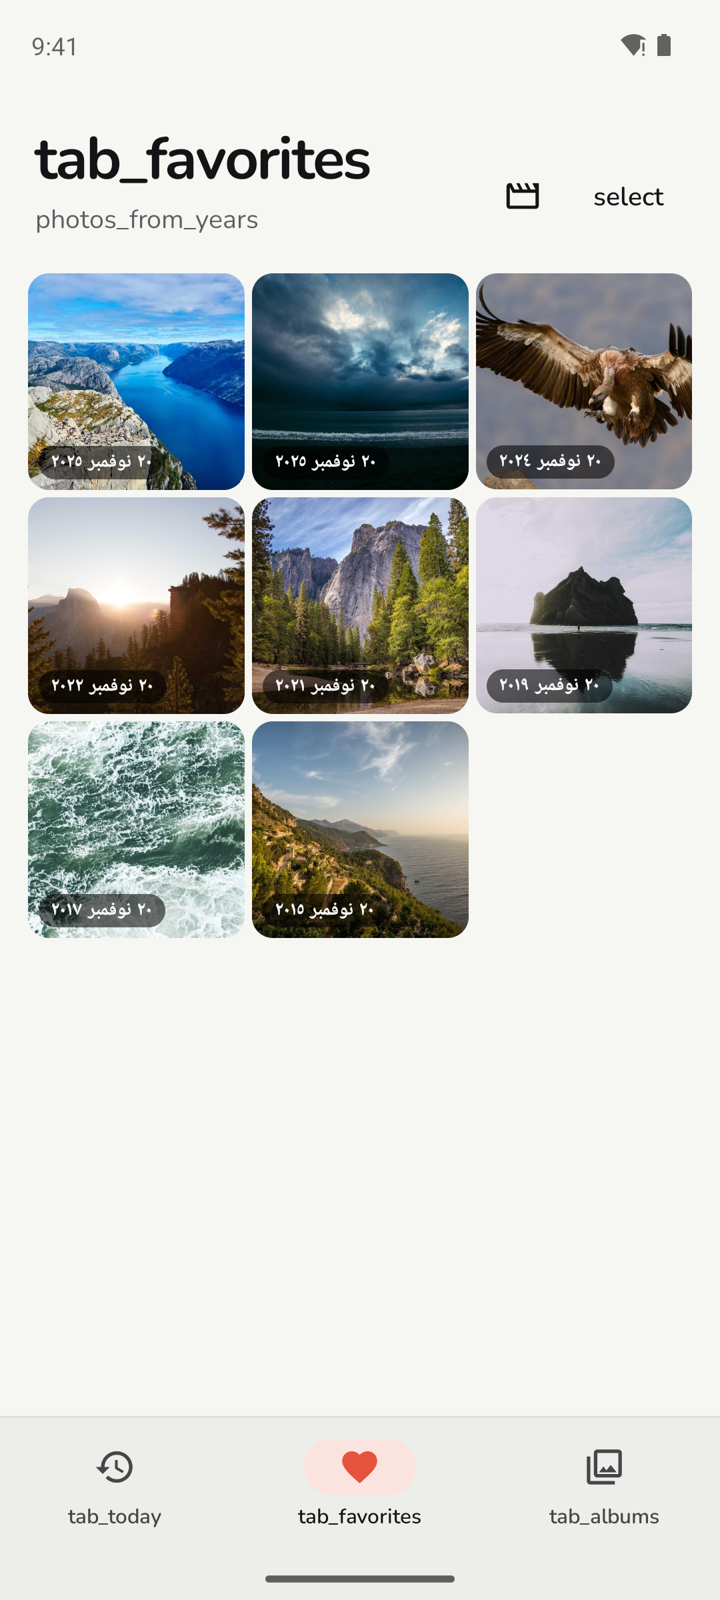 9:41
tab_favorites
photos_from_years
select
٢٠ نوفمبر ٢٠٢٥
٢٠ نوفمبر ٢٠٢٥
٢٠ نوفمبر ٢٠٢٤
٢٠ نوفمبر ٢٠٢٢
٢٠ نوفمبر ٢٠٢١
٢٠ نوفمبر ٢٠١٩
٢٠ نوفمبر ٢٠١٧
٢٠ نوفمبر ٢٠١٥
tab_today
tab_favorites
tab_albums